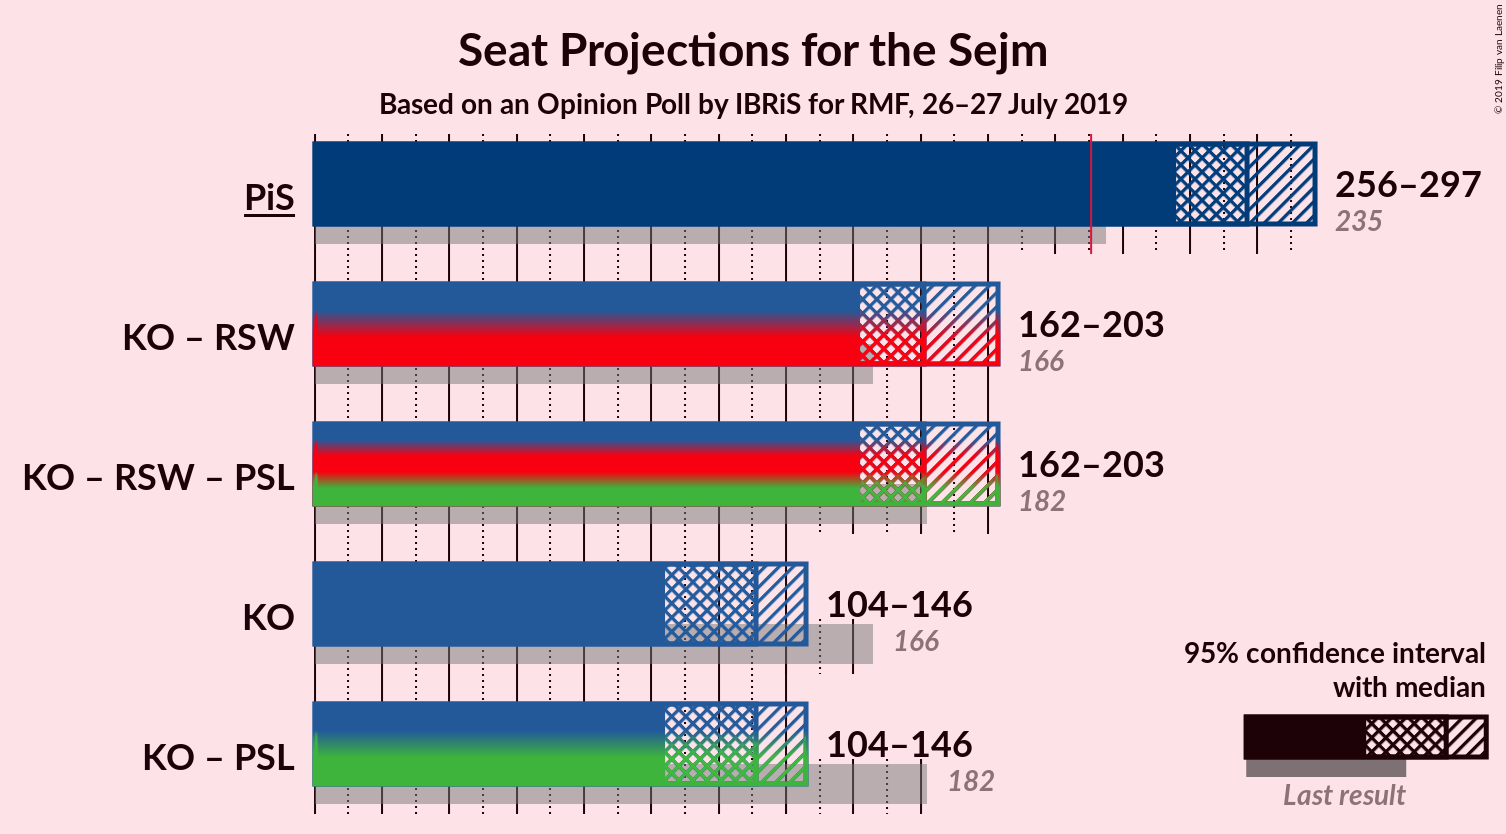 Seat Projections for the Sejm
Based on an Opinion Poll by IBRiS for RMF, 26–27 July 2019
© 2019 Filip van Laenen
PiS
256–297
235
KO – RSW
162–203
166
KO – RSW – PSL
162–203
182
KO
104–146
166
KO – PSL
104–146
182
95% confidence interval
with median
Last result